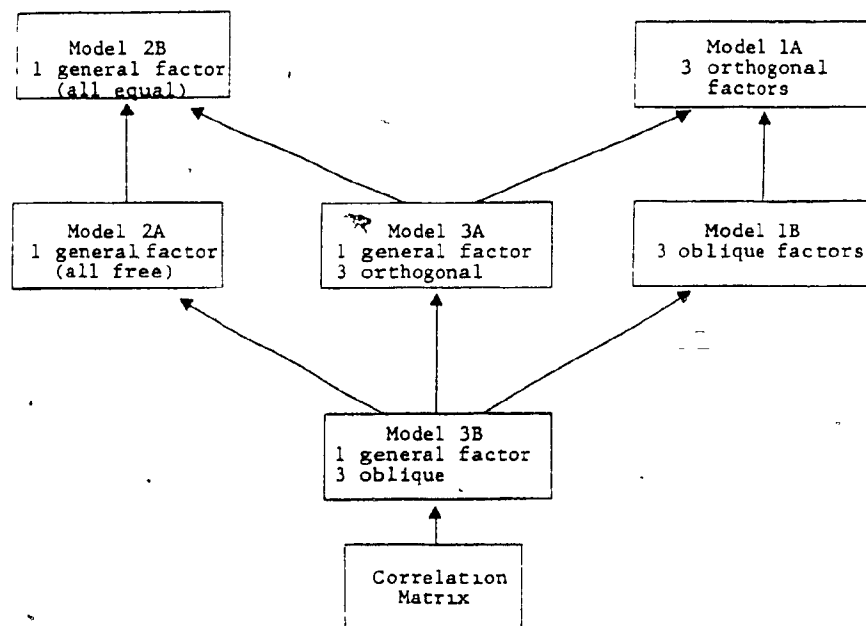 Model 2B
1 general factor
(all equal)
Model 1A
3 orthogonal
factors
Model 2A
1 general factor
(all free)
Model 3A
1 general factor
3 orthogonal
Model 1B
3 oblique factors
Model 3B
1 general factor
3 oblique
Correlation
Matrix